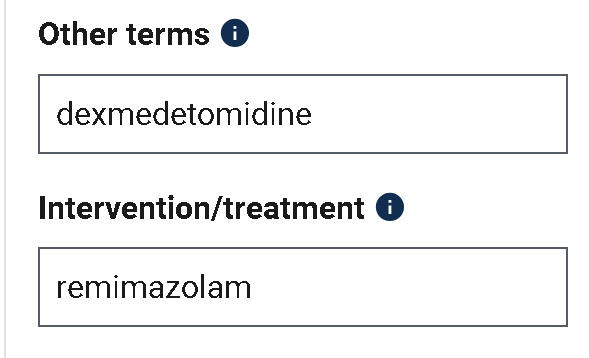 Other terms i
dexmedetomidine
Intervention/treatment i
remimazolam